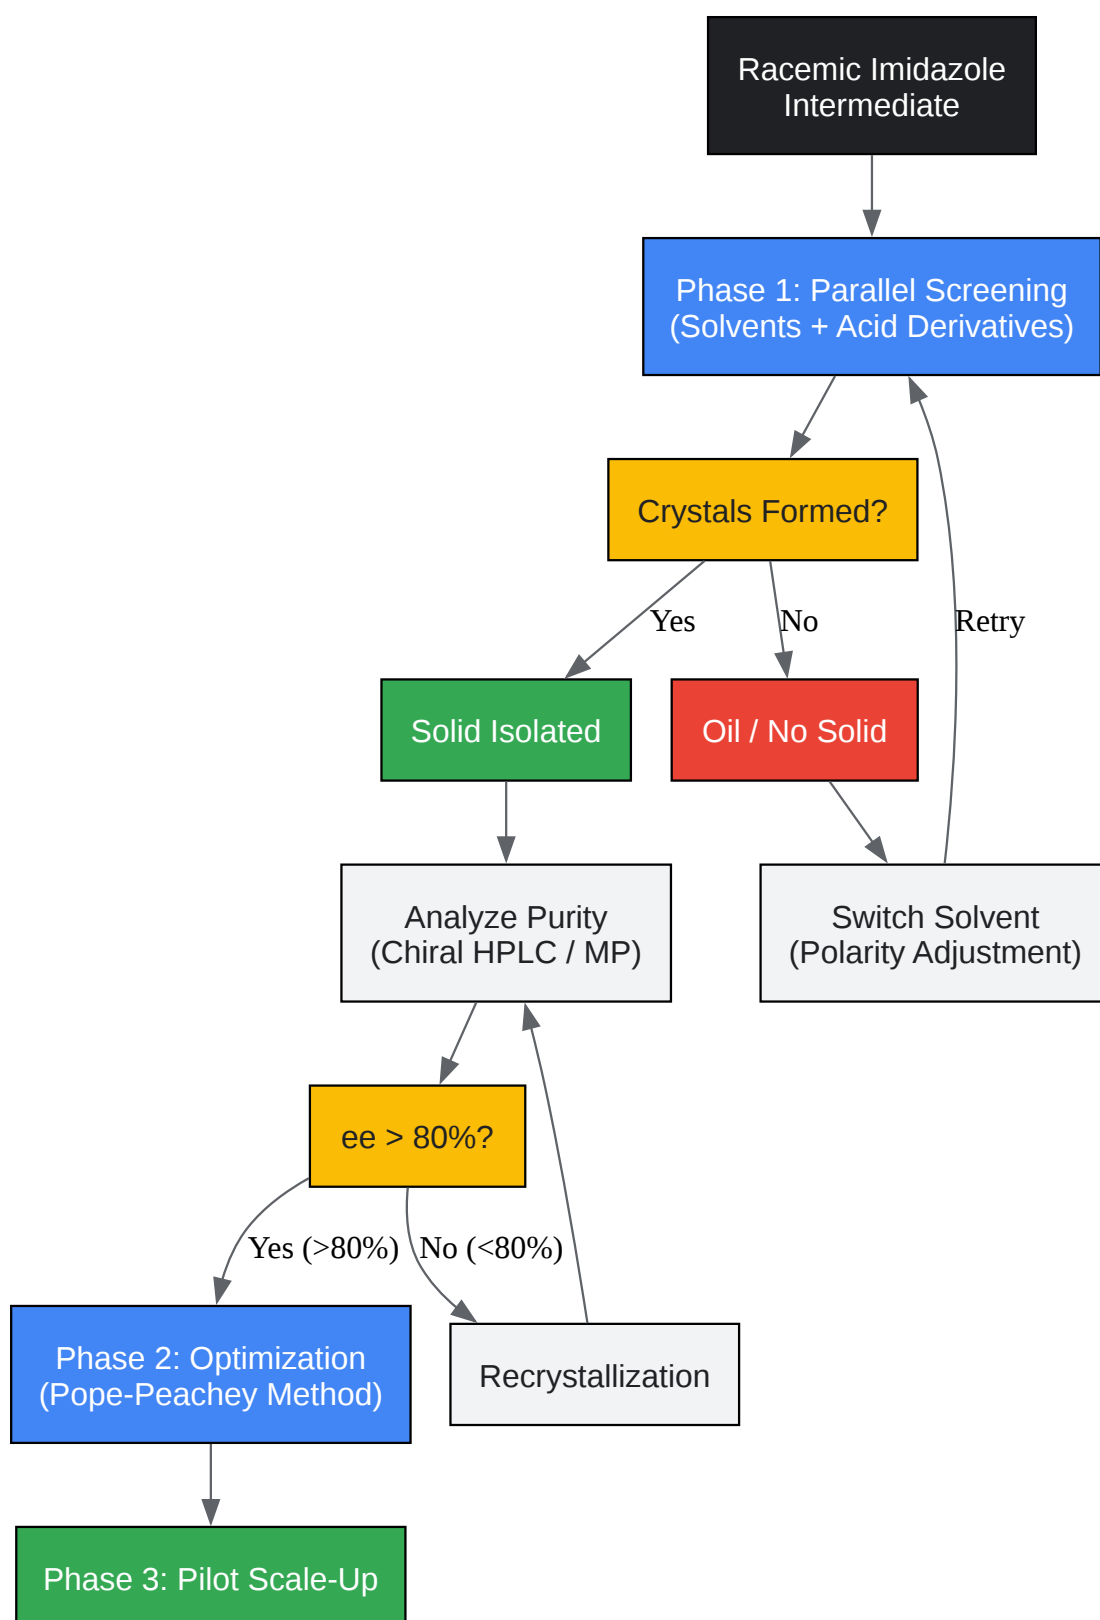 Racemic Imidazole
Intermediate
Phase 1: Parallel Screening
(Solvents + Acid Derivatives)
Crystals Formed?
Yes
No
Retry
Solid Isolated
Oil / No Solid
Analyze Purity
(Chiral HPLC / MP)
Switch Solvent
(Polarity Adjustment)
ee > 80%?
Yes (>80%)
No (<80%)
Phase 2: Optimization
(Pope-Peachey Method)
Recrystallization
Phase 3: Pilot Scale-Up